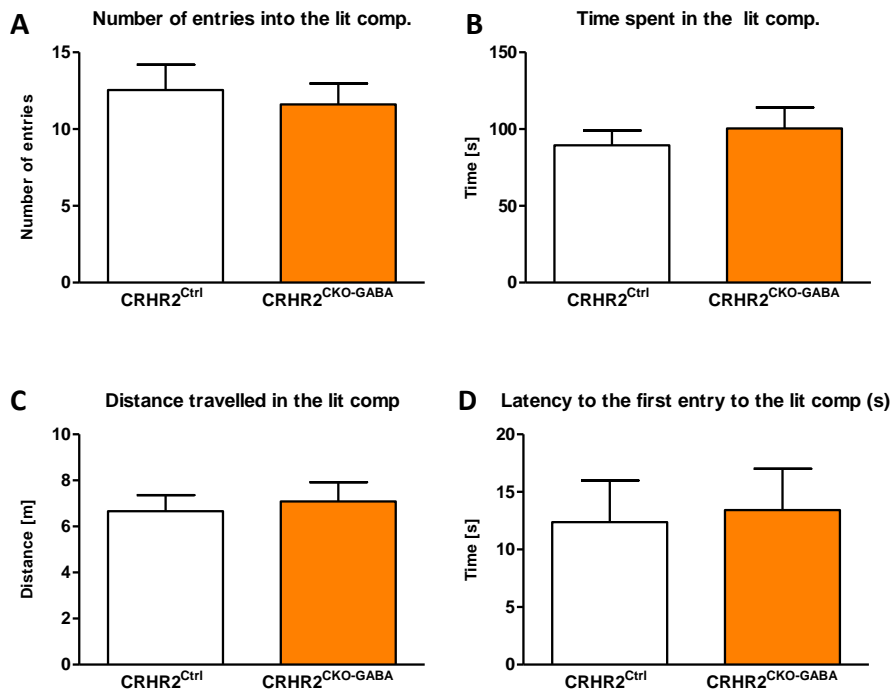 A
Number of entries into the lit comp.
15
10
5
0
Number of entries
CRHR2^Ctrl
CRHR2^CKO-GABA
B
Time spent in the lit comp.
150
100
50
0
Time [s]
CRHR2^Ctrl
CRHR2^CKO-GABA
C
Distance travelled in the lit comp
10
8
6
4
2
0
Distance [m]
CRHR2^Ctrl
CRHR2^CKO-GABA
D
Latency to the first entry to the lit comp (s)
20
15
10
5
0
Time [s]
CRHR2^Ctrl
CRHR2^CKO-GABA